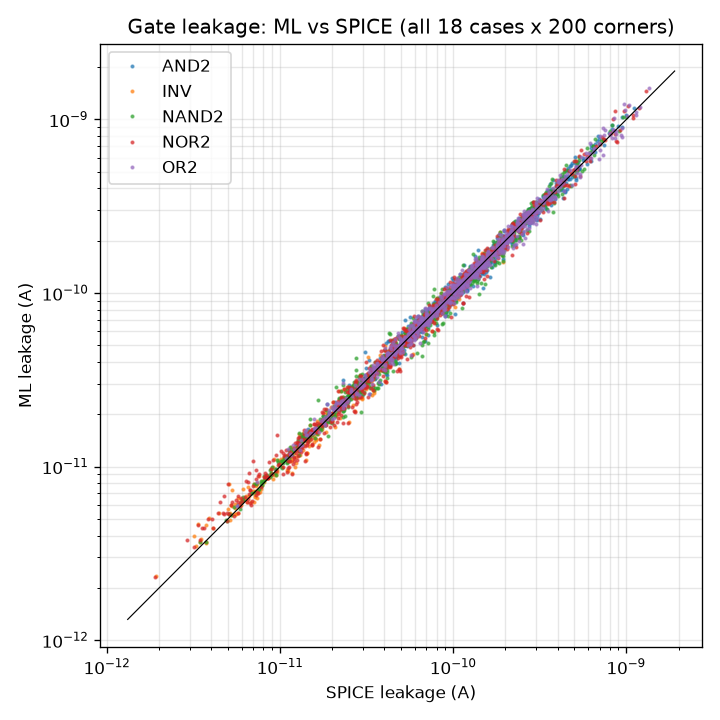 Gate leakage: ML vs SPICE (all 18 cases x 200 corners)
AND2
INV
NAND2
NOR2
OR2
ML leakage (A)
10⁻⁹
10⁻¹⁰
10⁻¹¹
10⁻¹²
10⁻¹² 10⁻¹¹ 10⁻¹⁰ 10⁻⁹
SPICE leakage (A)